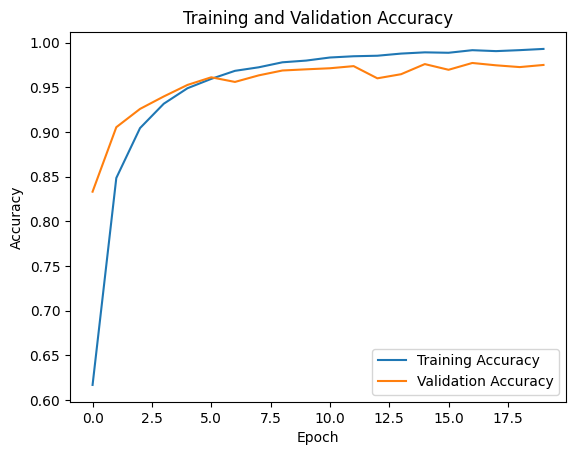 Training and Validation Accuracy
1.00
0.95
0.90
0.85
0.80
0.75
0.70
0.65
0.60
Accuracy
Training Accuracy
Validation Accuracy
0.0 2.5 5.0 7.5 10.0 12.5 15.0 17.5
Epoch